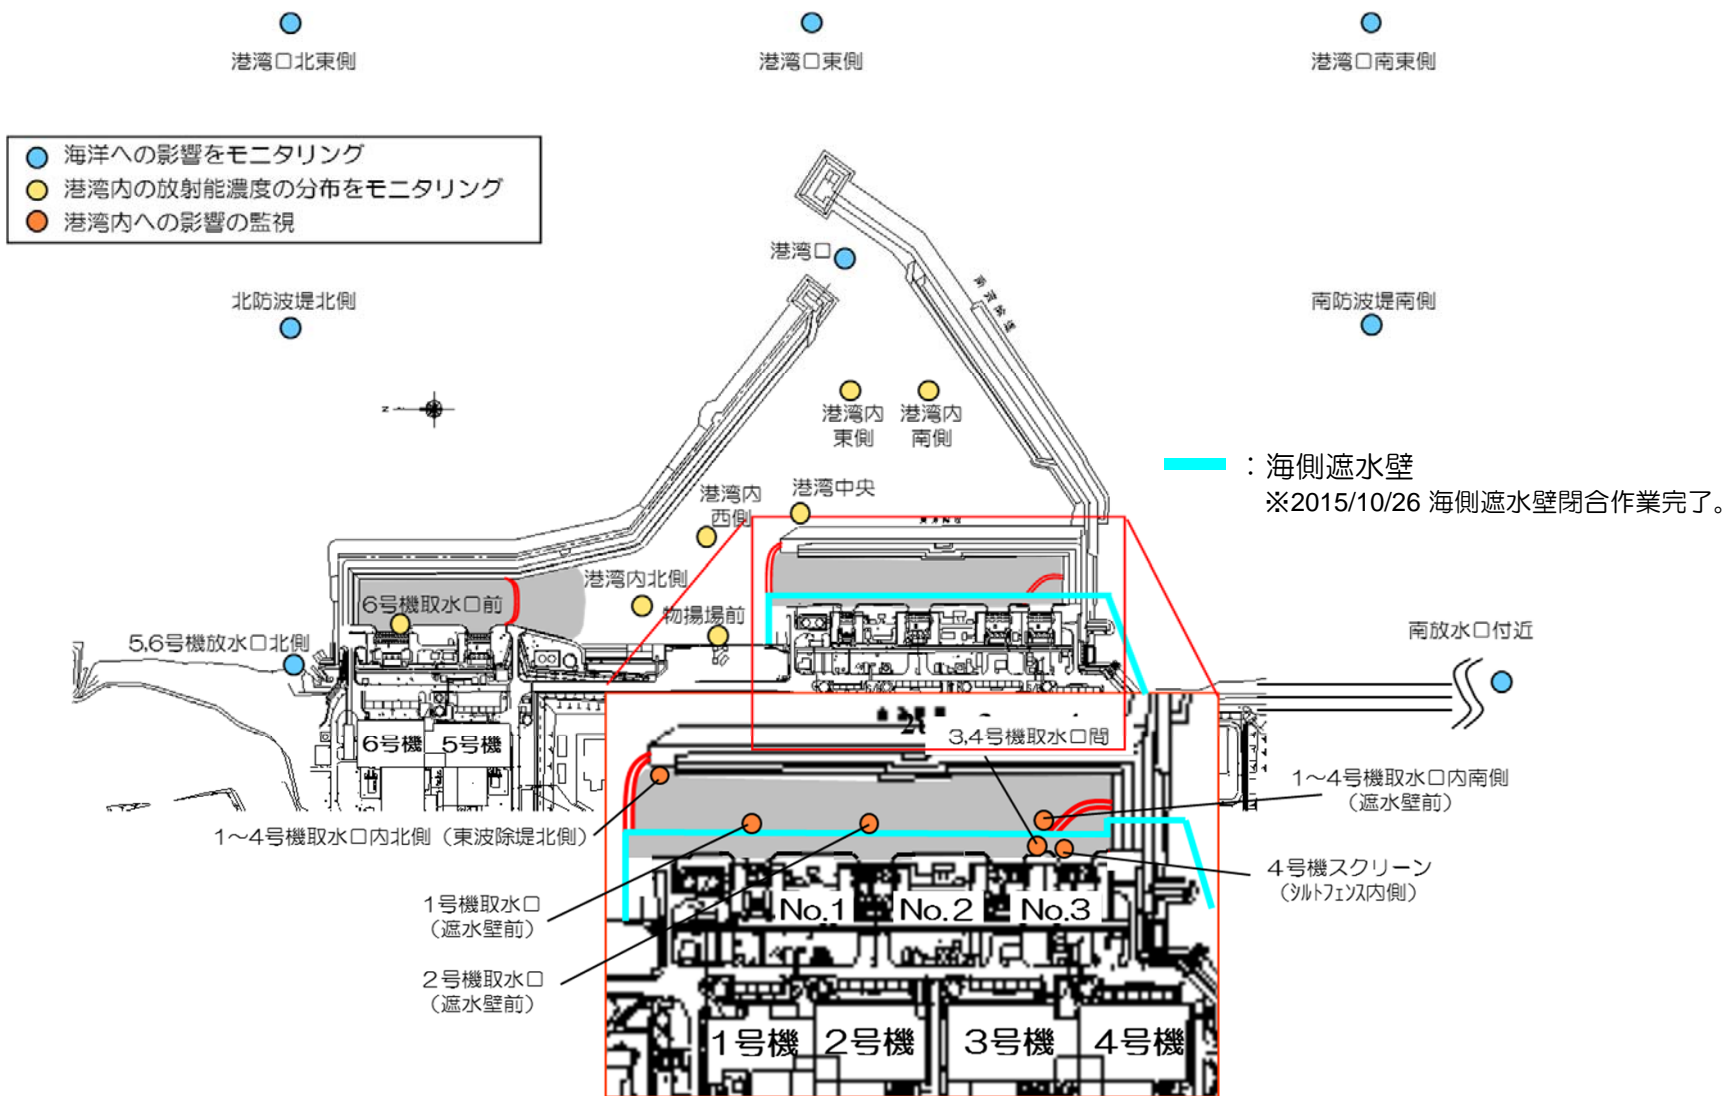 港湾口北東側
港湾口東側
港湾口南東側
海洋への影響をモニタリング
港湾内の放射能濃度の分布をモニタリング
港湾内への影響の監視
港湾口
北防波堤北側
南防波堤南側
N
港湾内
東側
港湾内
南側
：海側遮水壁
※2015/10/26 海側遮水壁閉合作業完了。
港湾内
西側
港湾中央
港湾内北側
6号機取水口前
物揚場前
5,6号機放水口北側
南放水口付近
6号機
5号機
3,4号機取水口間
1～4号機取水口内南側
（遮水壁前）
1～4号機取水口内北側（東波除堤北側）
4号機スクリーン
（シルトフェンス内側）
1号機取水口
（遮水壁前）
No.1
No.2
No.3
2号機取水口
（遮水壁前）
1号機
2号機
3号機
4号機